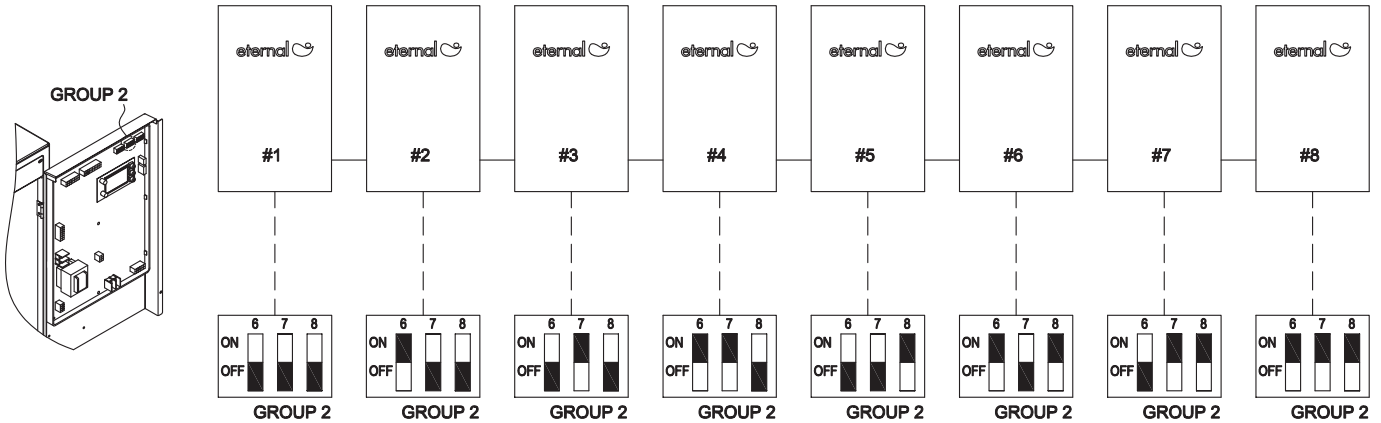 eternal eternal eternal eternal eternal eternal eternal eternal
GROUP 2
#1 #2 #3 #4 #5 #6 #7 #8
6 7 8 6 7 8 6 7 8 6 7 8 6 7 8 6 7 8 6 7 8 6 7 8
ON ON ON ON ON ON ON ON
OFF OFF OFF OFF OFF OFF OFF OFF
GROUP 2 GROUP 2 GROUP 2 GROUP 2 GROUP 2 GROUP 2 GROUP 2 GROUP 2